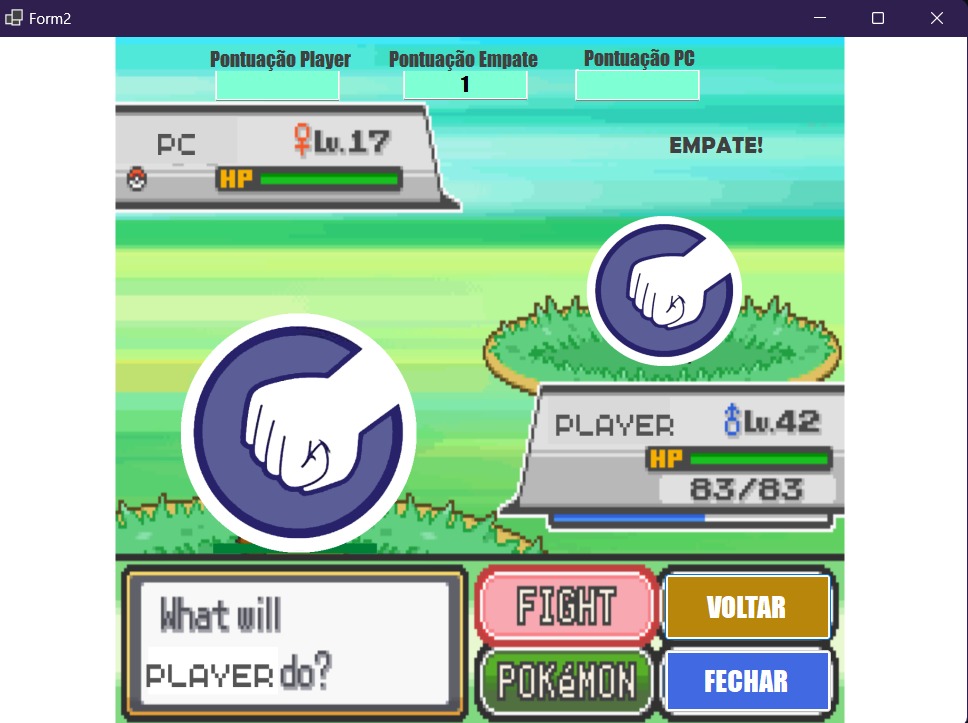 Form2
Pontuação Player
Pontuação Empate
Pontuação PC
1
PC
♀Lv.17
HP
EMPATE!
PLAYER
♂Lv.42
HP
83/83
What will
PLAYER do?
FIGHT
VOLTAR
POKéMON
FECHAR